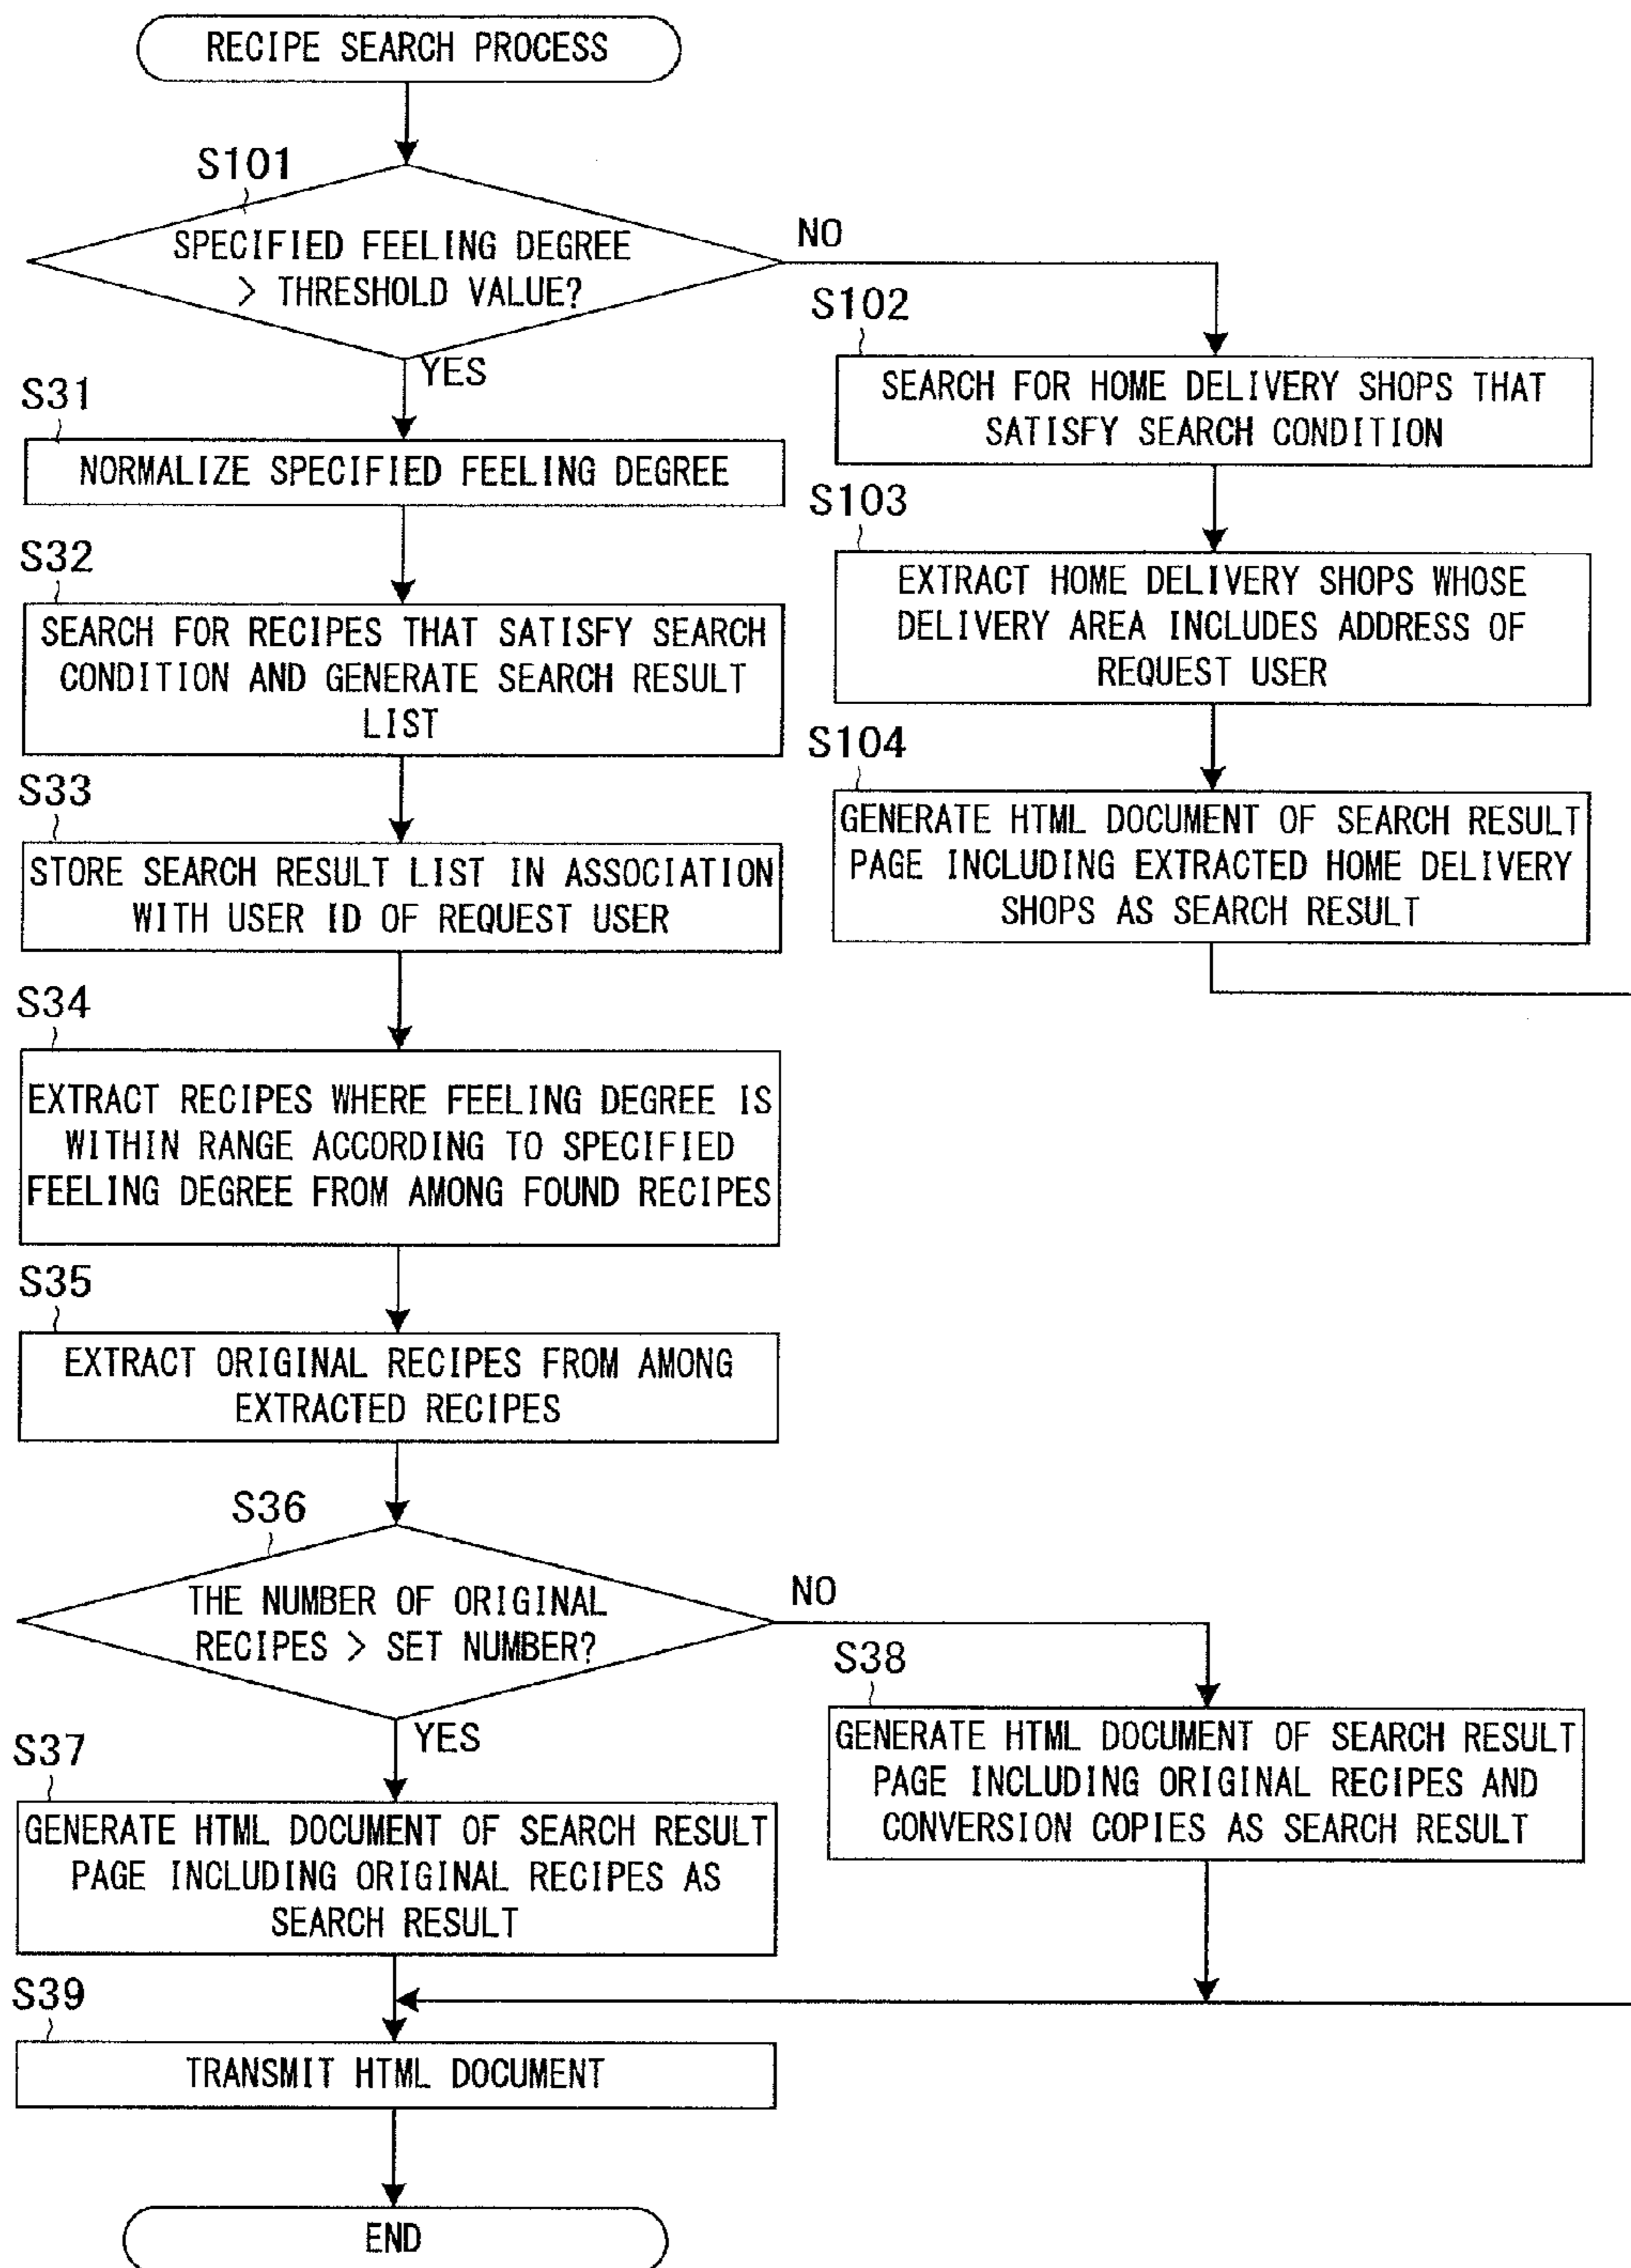 RECIPE SEARCH PROCESS
S101
SPECIFIED FEELING DEGREE
> THRESHOLD VALUE?
NO
YES
S102
SEARCH FOR HOME DELIVERY SHOPS THAT
SATISFY SEARCH CONDITION
S103
EXTRACT HOME DELIVERY SHOPS WHOSE
DELIVERY AREA INCLUDES ADDRESS OF
REQUEST USER
S104
GENERATE HTML DOCUMENT OF SEARCH RESULT
PAGE INCLUDING EXTRACTED HOME DELIVERY
SHOPS AS SEARCH RESULT
S31
NORMALIZE SPECIFIED FEELING DEGREE
S32
SEARCH FOR RECIPES THAT SATISFY SEARCH
CONDITION AND GENERATE SEARCH RESULT
LIST
S33
STORE SEARCH RESULT LIST IN ASSOCIATION
WITH USER ID OF REQUEST USER
S34
EXTRACT RECIPES WHERE FEELING DEGREE IS
WITHIN RANGE ACCORDING TO SPECIFIED
FEELING DEGREE FROM AMONG FOUND RECIPES
S35
EXTRACT ORIGINAL RECIPES FROM AMONG
EXTRACTED RECIPES
S36
THE NUMBER OF ORIGINAL
RECIPES > SET NUMBER?
NO
YES
S38
GENERATE HTML DOCUMENT OF SEARCH RESULT
PAGE INCLUDING ORIGINAL RECIPES AND
CONVERSION COPIES AS SEARCH RESULT
S37
GENERATE HTML DOCUMENT OF SEARCH RESULT
PAGE INCLUDING ORIGINAL RECIPES AS
SEARCH RESULT
S39
TRANSMIT HTML DOCUMENT
END